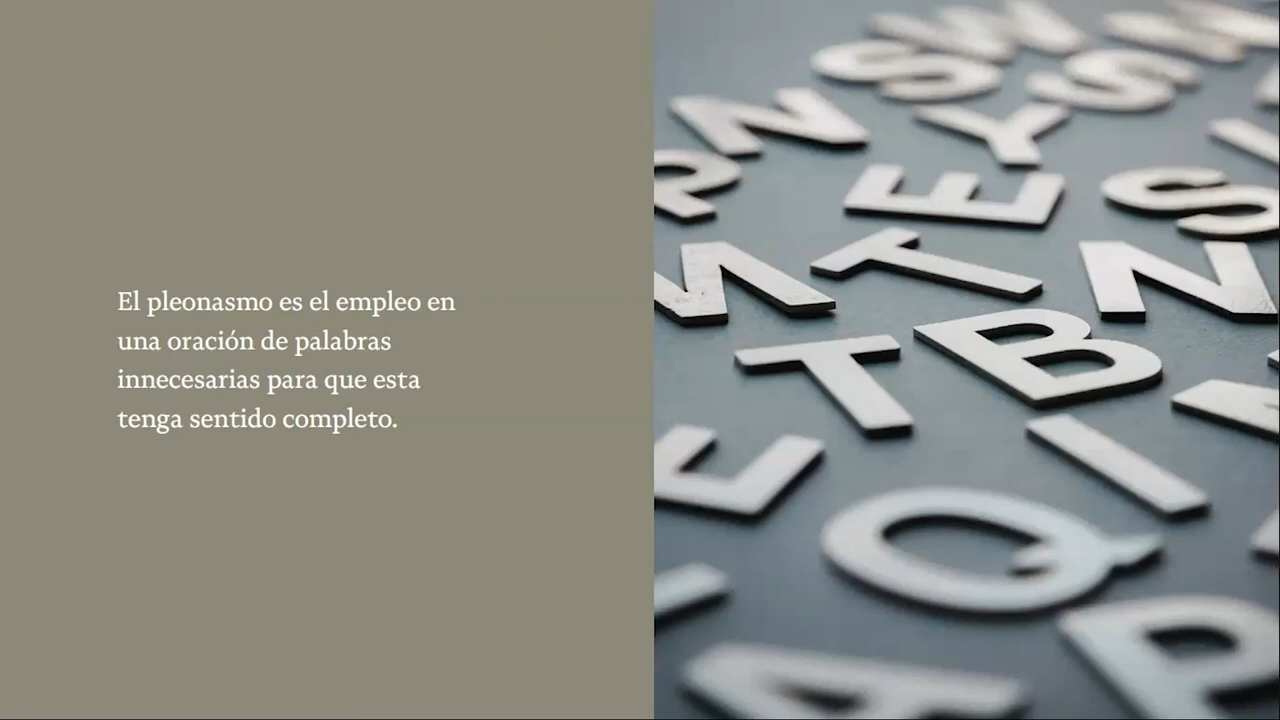 El pleonasmo es el empleo en
una oración de palabras
innecesarias para que esta
tenga sentido completo.
S W
S
N Y
P E S
N T N
T B
E I
Q
A P